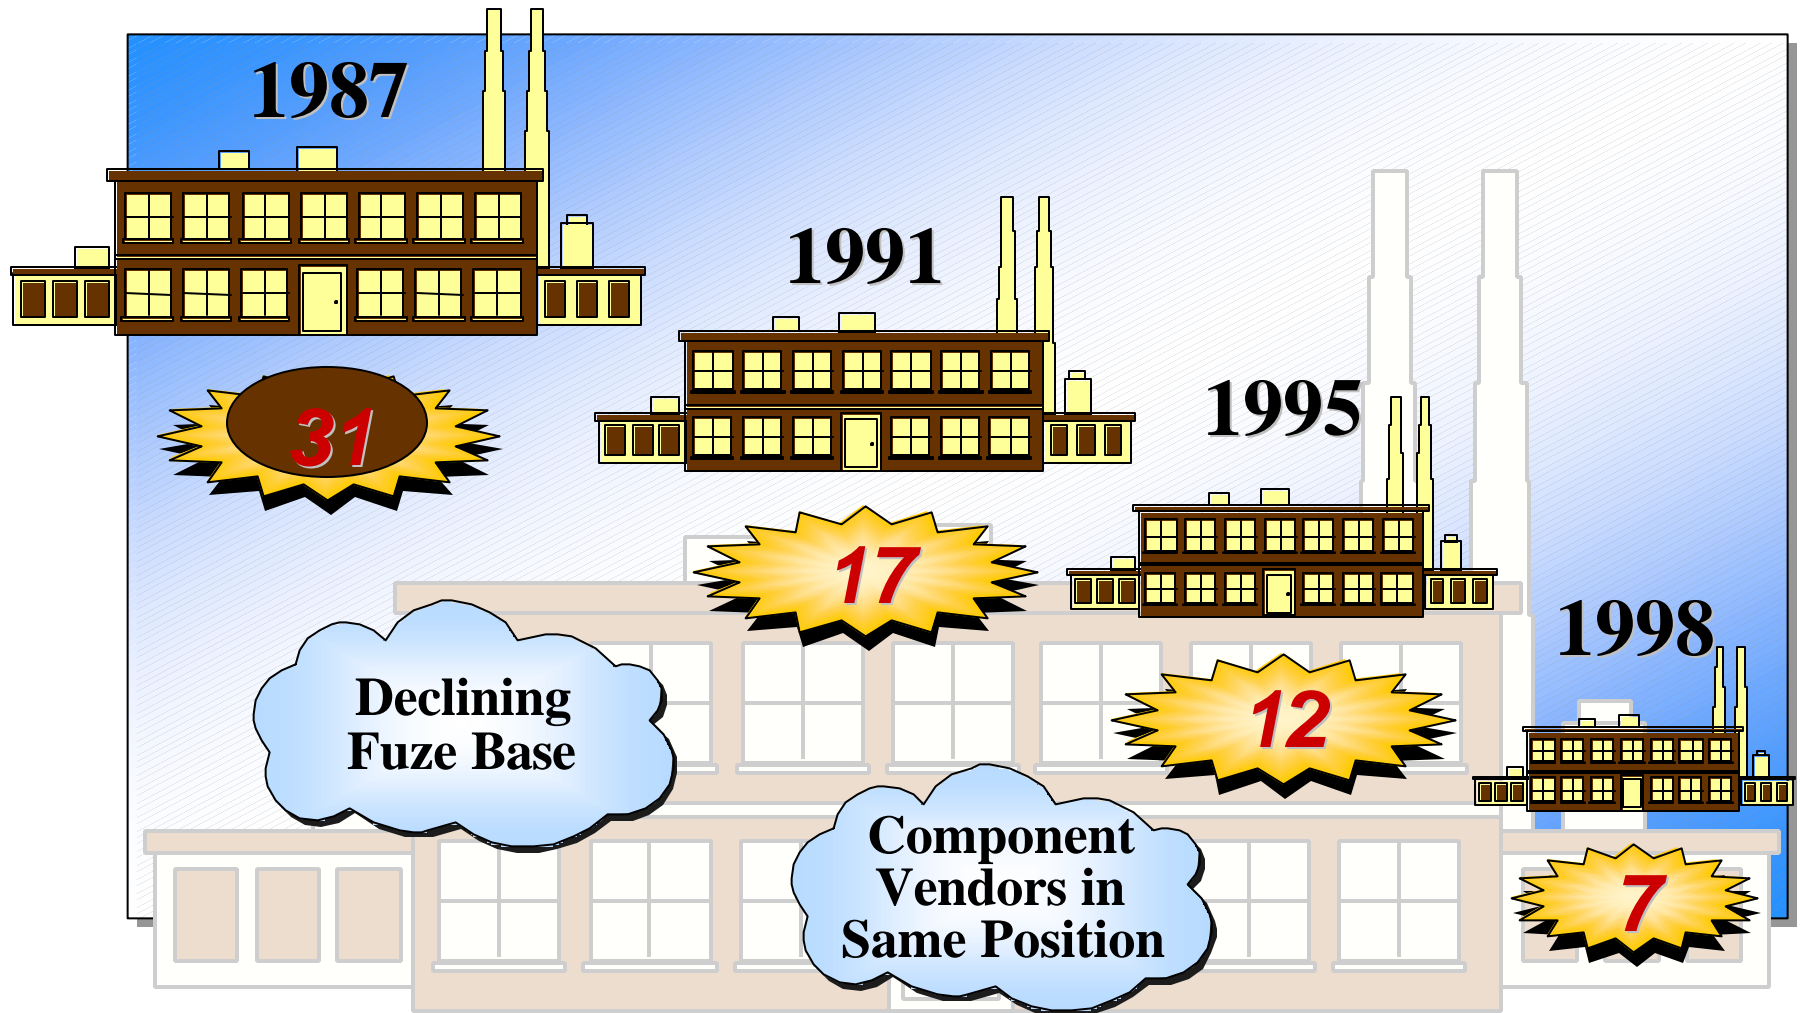 1987
31
1991
17
1995
12
1998
7
Declining
Fuze Base
Component
Vendors in
Same Position